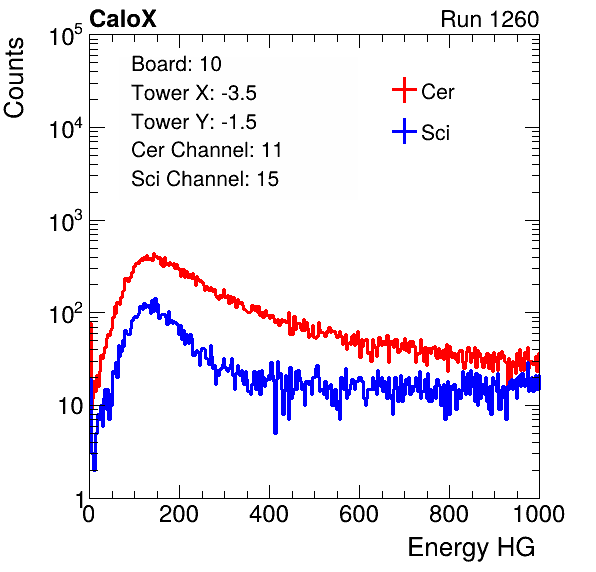 CaloX Run 1260
Counts
Board: 10
Tower X: -3.5
Tower Y: -1.5
Cer Channel: 11
Sci Channel: 15
Cer
Sci
10^5
10^4
10^3
10^2
10
1
0 200 400 600 800 1000
Energy HG